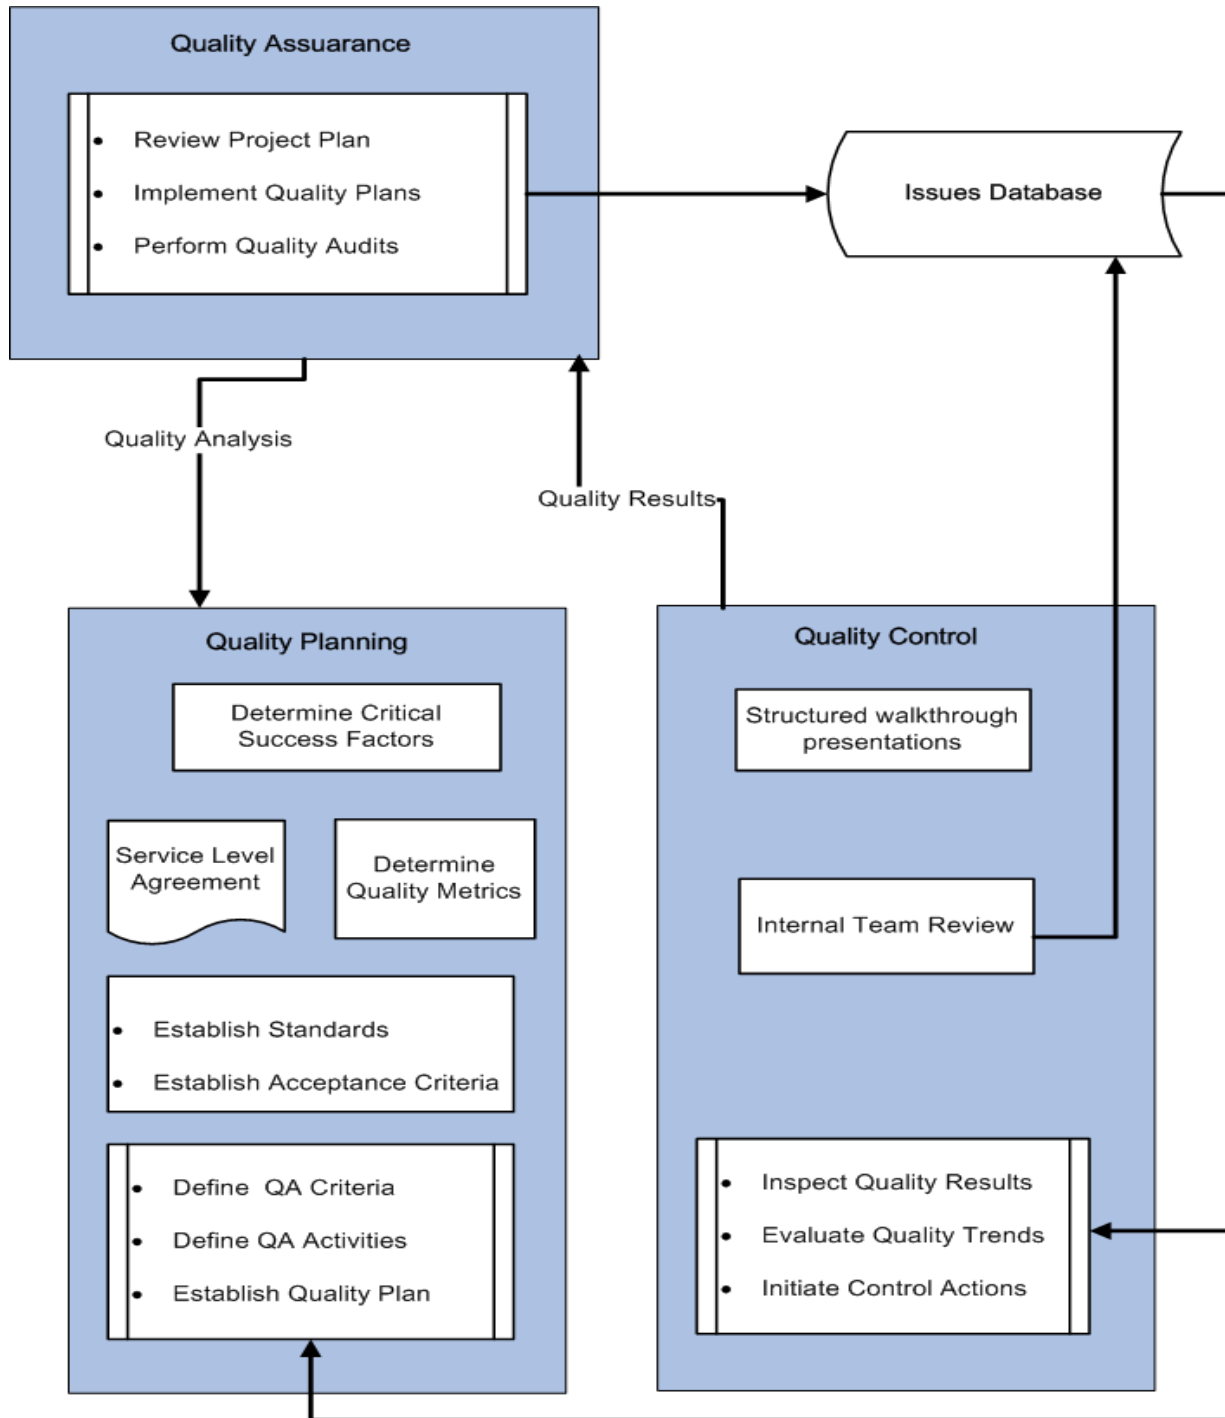 Quality Assuarance
• Review Project Plan
• Implement Quality Plans
• Perform Quality Audits
Issues Database
Quality Analysis
Quality Results
Quality Planning
Determine Critical
Success Factors
Service Level
Agreement
Determine
Quality Metrics
• Establish Standards
• Establish Acceptance Criteria
• Define QA Criteria
• Define QA Activities
• Establish Quality Plan
Quality Control
Structured walkthrough
presentations
Internal Team Review
• Inspect Quality Results
• Evaluate Quality Trends
• Initiate Control Actions